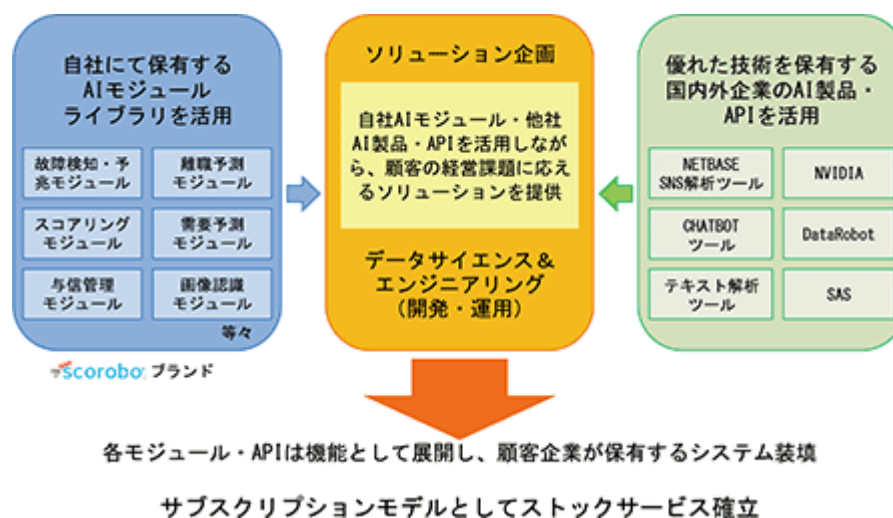 自社にて保有する
AIモジュール
ライブラリを活用
故障検知・予
兆モジュール
離職予測
モジュール
スコアリング
モジュール
需要予測
モジュール
与信管理
モジュール
画像認識
モジュール
等々
scorobo ブランド
ソリューション企画
自社AIモジュール・他社
AI製品・APIを活用しなが
ら、顧客の経営課題に応え
るソリューションを提供
データサイエンス＆
エンジニアリング
（開発・運用）
優れた技術を保有する
国内外企業のAI製品・
APIを活用
NETBASE
SNS解析ツール
NVIDIA
CHATBOT
ツール
DataRobot
テキスト解析
ツール
SAS
各モジュール・APIは機能として展開し、顧客企業が保有するシステム装填
サブスクリプションモデルとしてストックサービス確立